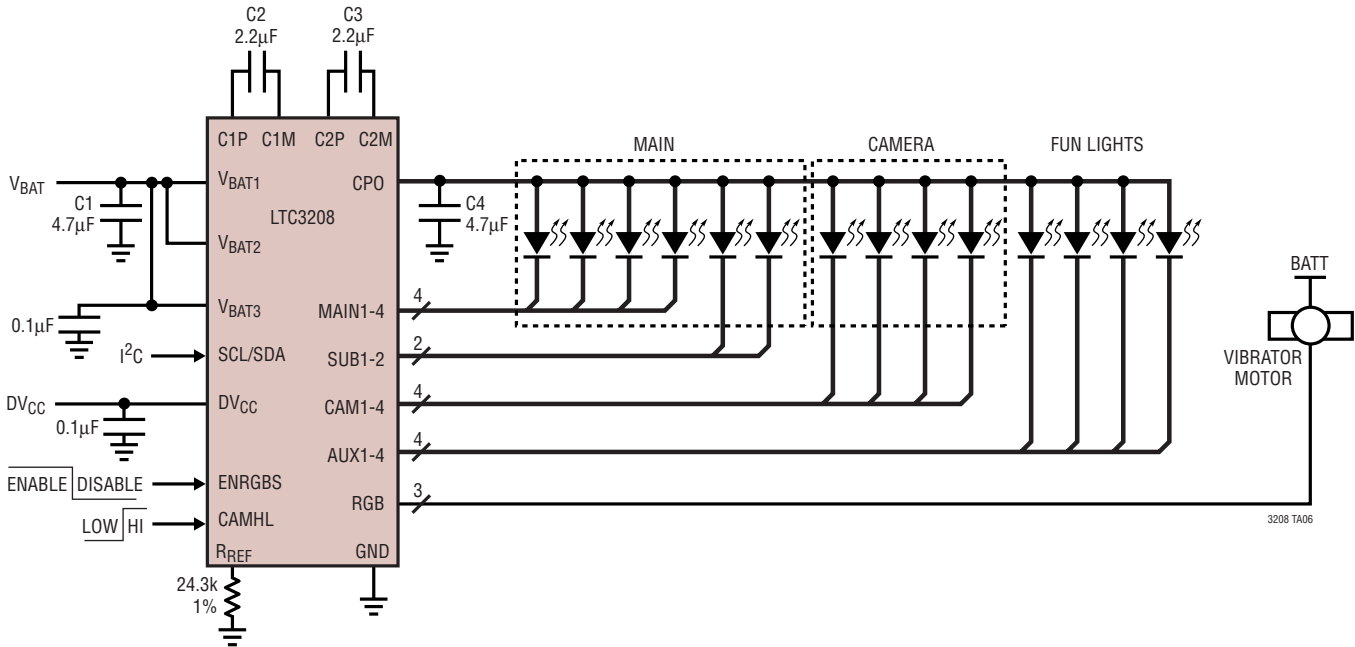 C2
2.2µF
C3
2.2µF
C1P C1M C2P C2M
MAIN
CAMERA
FUN LIGHTS
VBAT
VBAT1
CPO
C1
4.7µF
LTC3208
C4
4.7µF
VBAT2
BATT
VBAT3
MAIN1-4
4
0.1µF
I2C
SCL/SDA
SUB1-2
2
VIBRATOR
MOTOR
DVCC
DVCC
CAM1-4
4
0.1µF
AUX1-4
4
ENABLE DISABLE
ENRGBS
RGB
3
LOW HI
CAMHL
3208 TA06
RREF
GND
24.3k
1%